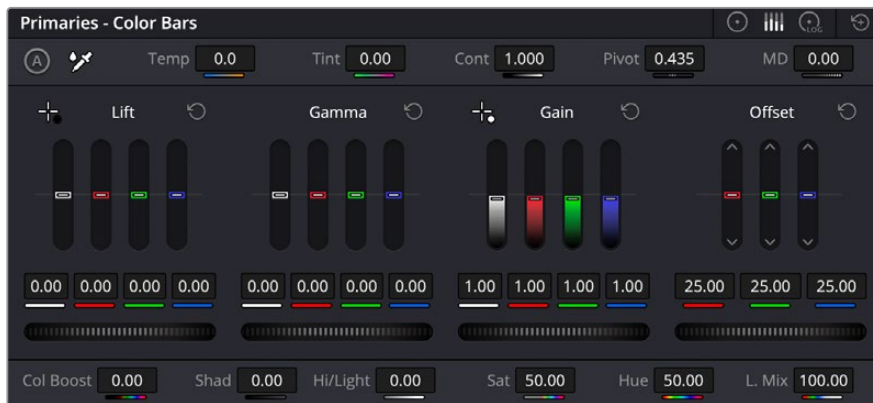 Primaries - Color Bars
LOG
A Temp 0.0 Tint 0.00 Cont 1.000 Pivot 0.435 MD 0.00
Lift Gamma Gain Offset
0.00 0.00 0.00 0.00 0.00 0.00 0.00 0.00 1.00 1.00 1.00 1.00 25.00 25.00 25.00
Col Boost 0.00 Shad 0.00 Hi/Light 0.00 Sat 50.00 Hue 50.00 L. Mix 100.00